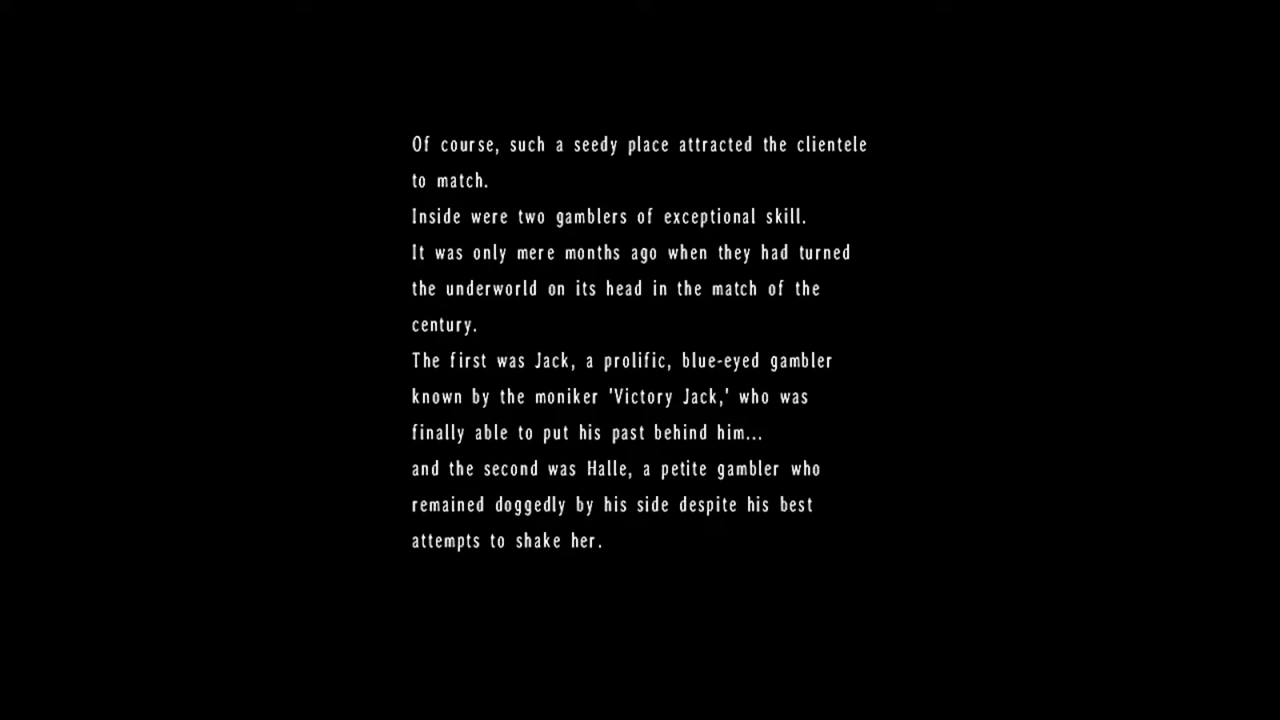 Of course, such a seedy place attracted the clientele
to match.
Inside were two gamblers of exceptional skill.
It was only mere months ago when they had turned
the underworld on its head in the match of the
century.
The first was Jack, a prolific, blue-eyed gambler
known by the moniker 'Victory Jack,' who was
finally able to put his past behind him...
and the second was Halle, a petite gambler who
remained doggedly by his side despite his best
attempts to shake her.